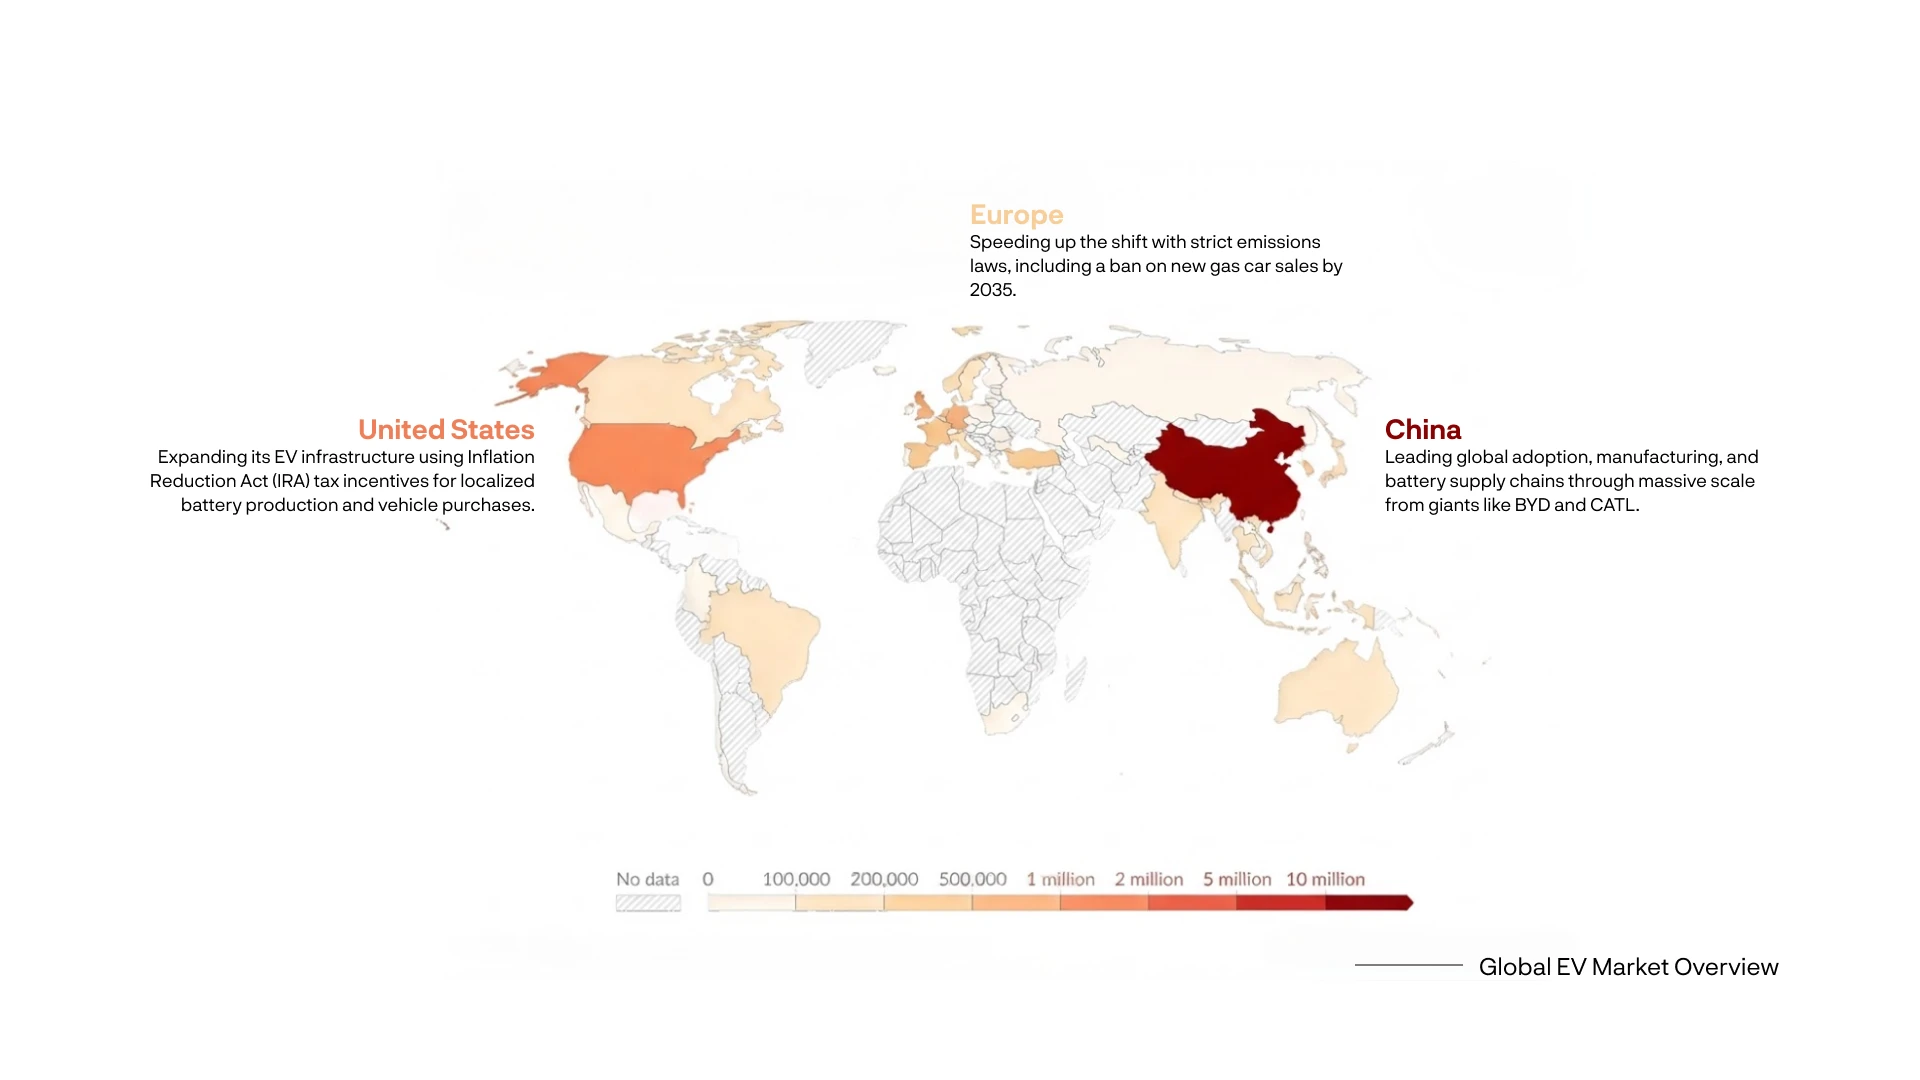 Europe
Speeding up the shift with strict emissions
laws, including a ban on new gas car sales by
2035.
United States
Expanding its EV infrastructure using Inflation
Reduction Act (IRA) tax incentives for localized
battery production and vehicle purchases.
China
Leading global adoption, manufacturing, and
battery supply chains through massive scale
from giants like BYD and CATL.
No data 0 100,000 200,000 500,000 1 million 2 million 5 million 10 million
Global EV Market Overview